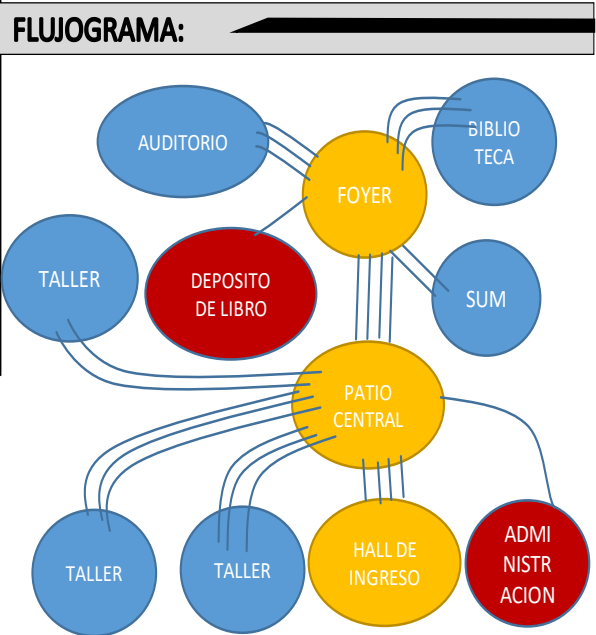 FLUJOGRAMA:
AUDITORIO
BIBLIO
TECA
FOYER
TALLER
DEPOSITO
DE LIBRO
SUM
PATIO
CENTRAL
TALLER
TALLER
HALL DE
INGRESO
ADMI
NISTR
ACION